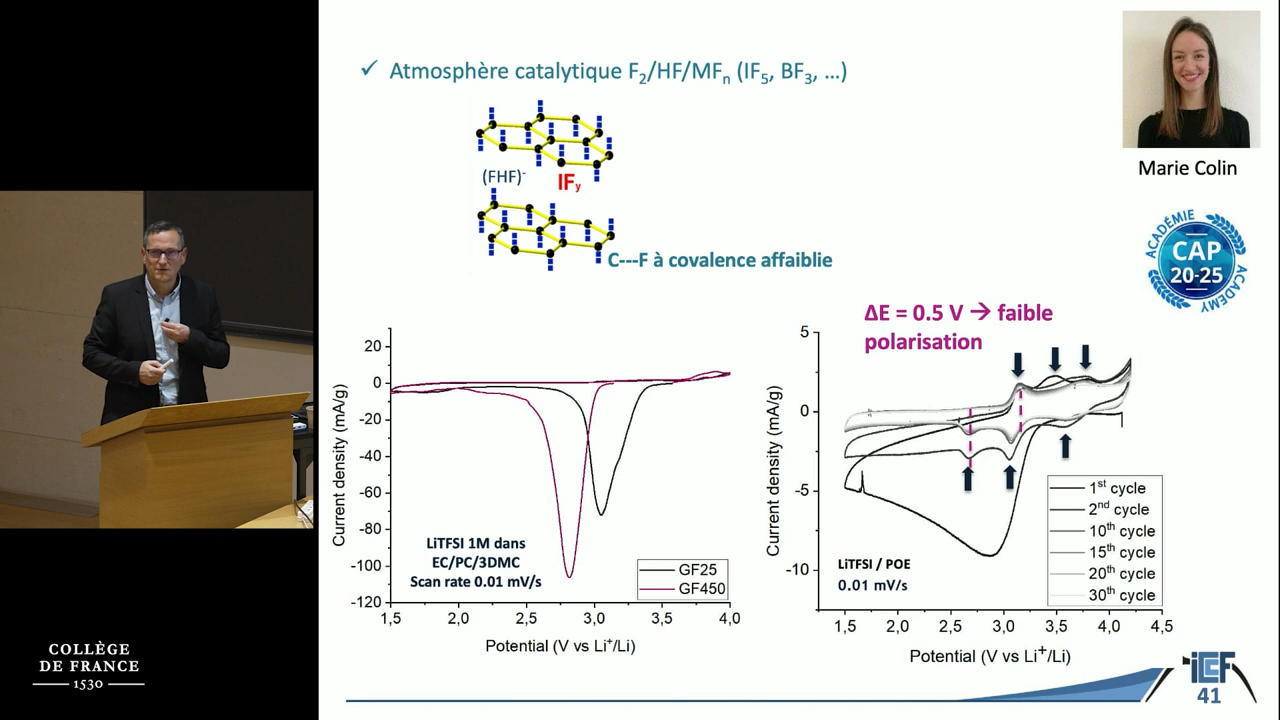 ✓ Atmosphère catalytique F₂/HF/MFₙ (IF₅, BF₃, ...)
Marie Colin
(FHF)⁻
IFᵧ
C---F à covalence affaiblie
ACADÉMIE
CAP
20-25
ACADEMY
ΔE = 0.5 V → faible
polarisation
Current density (mA/g)
20
0
-20
-40
-60
-80
-100
-120
1,5
2,0
2,5
3,0
3,5
4,0
Potential (V vs Li⁺/Li)
LiTFSI 1M dans
EC/PC/3DMC
Scan rate 0.01 mV/s
GF25
GF450
Current density (mA/g)
5
0
-5
-10
1,5
2,0
2,5
3,0
3,5
4,0
4,5
Potential (V vs Li⁺/Li)
LiTFSI / POE
0.01 mV/s
1ˢᵗ cycle
2ⁿᵈ cycle
10ᵗʰ cycle
15ᵗʰ cycle
20ᵗʰ cycle
30ᵗʰ cycle
COLLÈGE
DE FRANCE
1530
iCCF
41